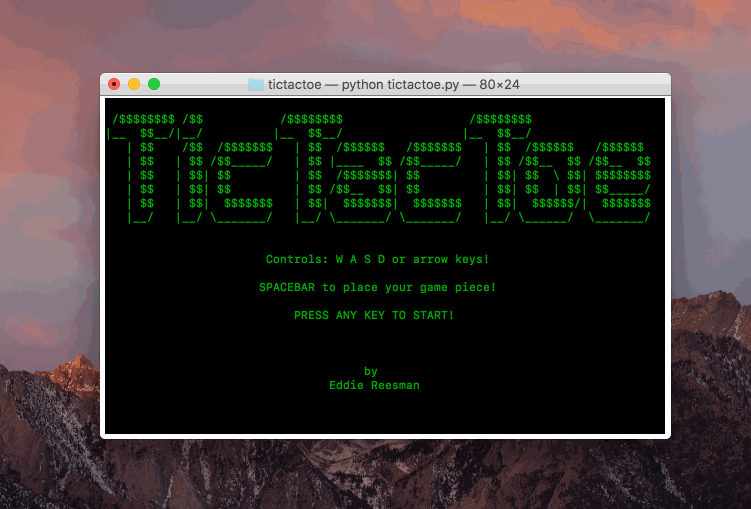 tictactoe — python tictactoe.py — 80×24
 /$$$$$$$$ /$$           /$$$$$$$$                  /$$$$$$$$
|__  $$__/|__/          |__  $$__/                 |__  $$__/
   | $$    /$$  /$$$$$$$   | $$  /$$$$$$   /$$$$$$$   | $$  /$$$$$$   /$$$$$$
   | $$   | $$ /$$_____/   | $$ |____  $$ /$$_____/   | $$ /$$__  $$ /$$__  $$
   | $$   | $$| $$         | $$  /$$$$$$$| $$         | $$| $$  \ $$| $$$$$$$$
   | $$   | $$| $$         | $$ /$$__  $$| $$         | $$| $$  | $$| $$_____/
   | $$   | $$|  $$$$$$$   | $$|  $$$$$$$|  $$$$$$$   | $$|  $$$$$$/|  $$$$$$$
   |__/   |__/ \_______/   |__/ \_______/ \_______/   |__/ \______/  \_______/
Controls: W A S D or arrow keys!
SPACEBAR to place your game piece!
PRESS ANY KEY TO START!
by
Eddie Reesman